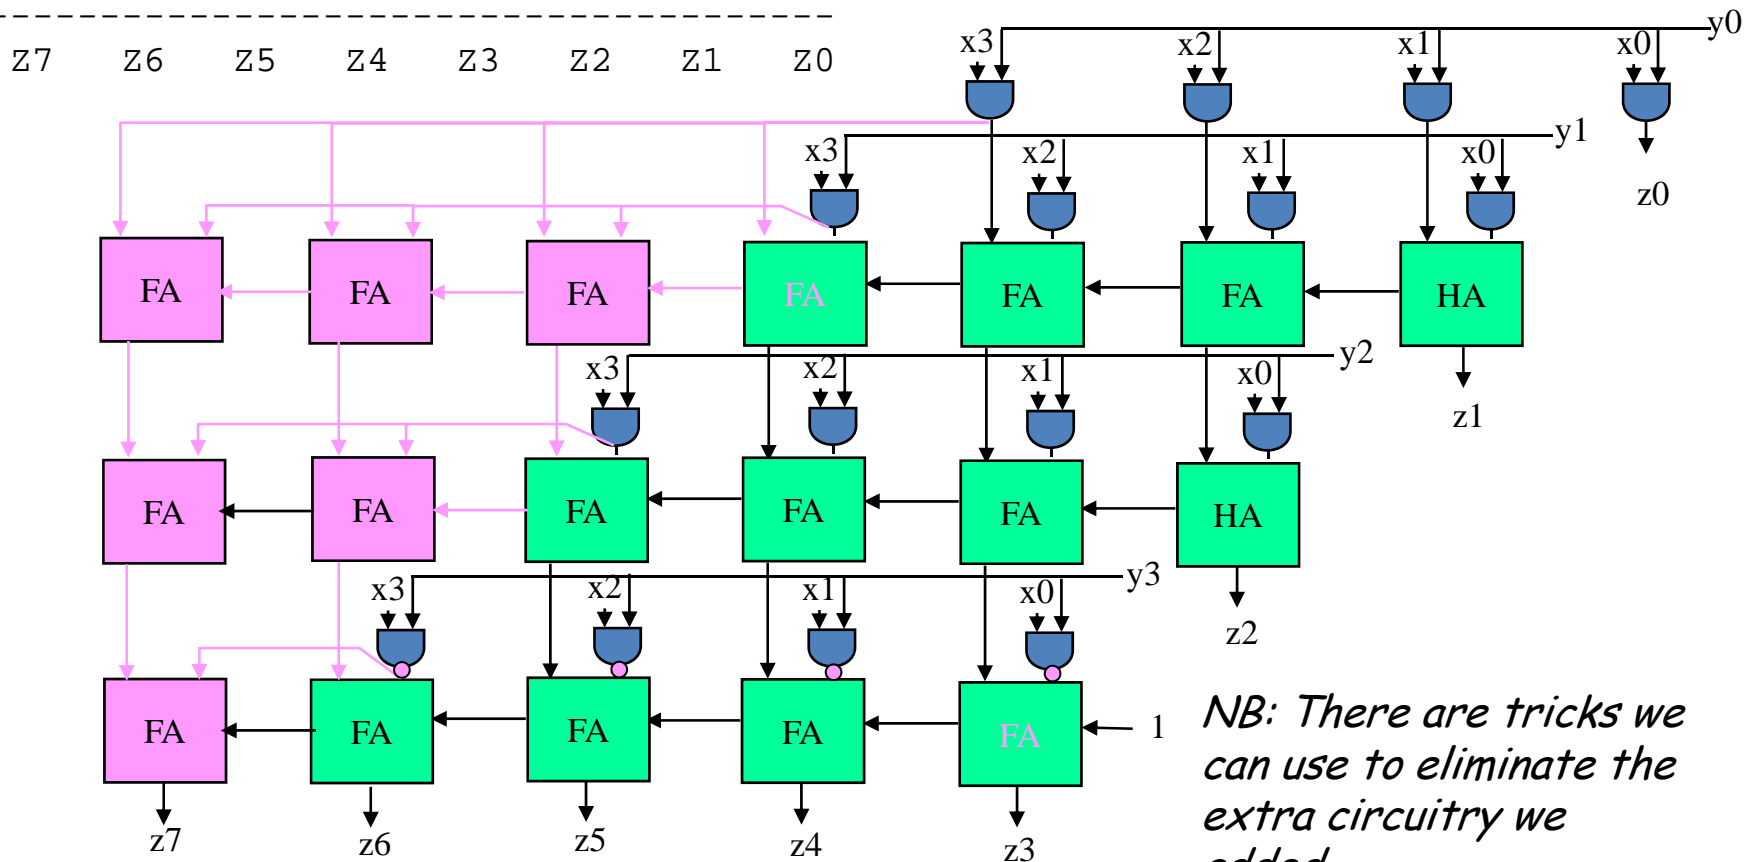 y0
x3 x2 x1 x0
Z7 Z6 Z5 Z4 Z3 Z2 Z1 Z0
y1
x3 x2 x1 x0
z0
FA FA FA FA FA FA HA
y2
x3 x2 x1 x0
z1
FA FA FA FA FA HA
y3
x3 x2 x1 x0
z2
FA FA FA FA FA 1
z7 z6 z5 z4 z3
NB: There are tricks we
can use to eliminate the
extra circuitry we